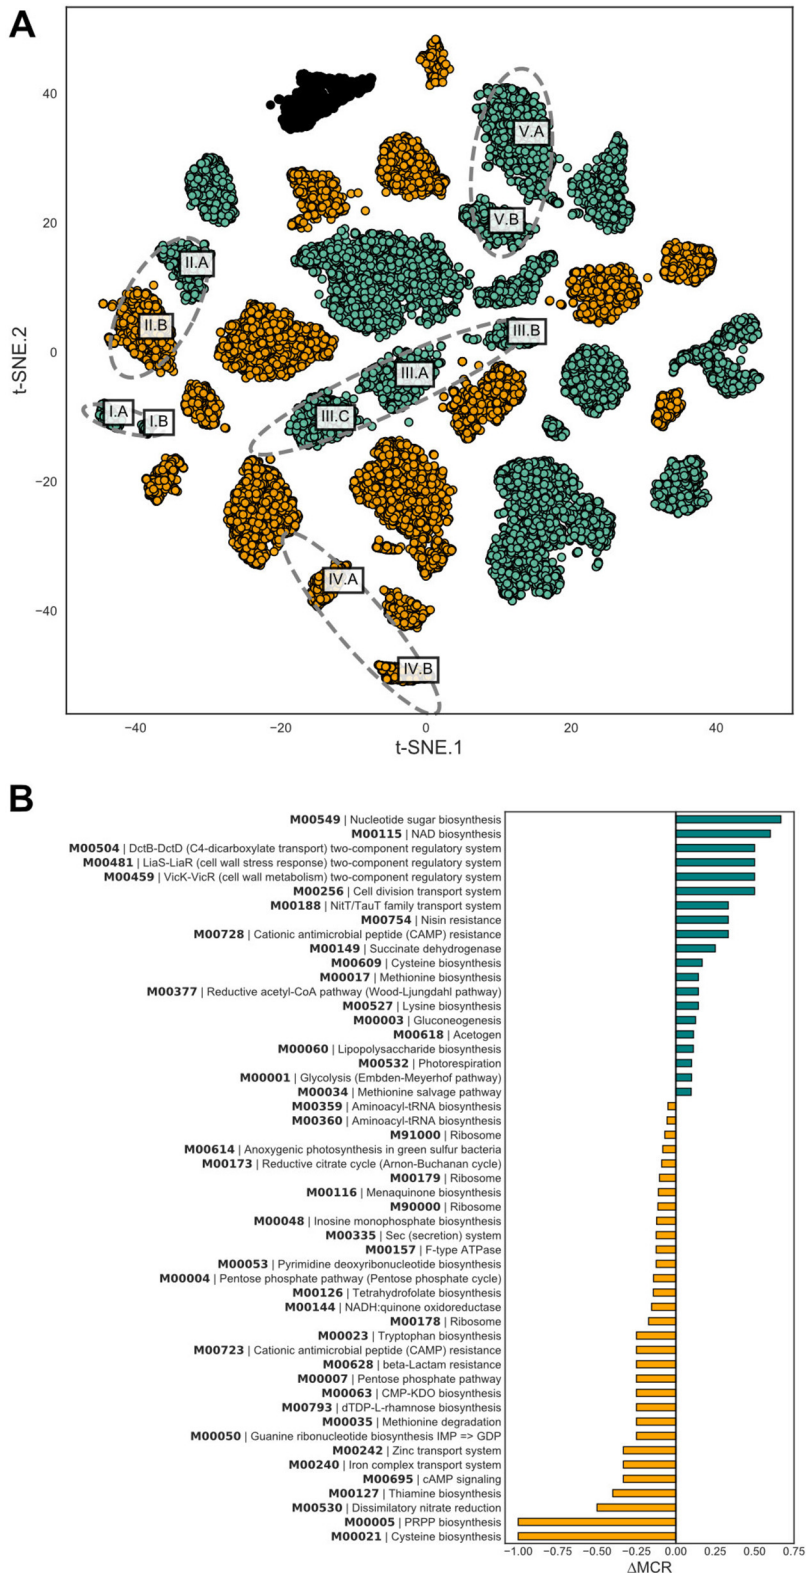 A
40
20
0
−20
−40
t-SNE.2
V.A
V.B
II.A
II.B
III.B
III.A
III.C
I.A
I.B
IV.A
IV.B
−40
−20
0
20
40
t-SNE.1
B
M00549 | Nucleotide sugar biosynthesis
M00115 | NAD biosynthesis
M00504 | DctB-DctD (C4-dicarboxylate transport) two-component regulatory system
M00481 | LiaS-LiaR (cell wall stress response) two-component regulatory system
M00459 | VicK-VicR (cell wall metabolism) two-component regulatory system
M00256 | Cell division transport system
M00188 | NitT/TauT family transport system
M00754 | Nisin resistance
M00728 | Cationic antimicrobial peptide (CAMP) resistance
M00149 | Succinate dehydrogenase
M00609 | Cysteine biosynthesis
M00017 | Methionine biosynthesis
M00377 | Reductive acetyl-CoA pathway (Wood-Ljungdahl pathway)
M00527 | Lysine biosynthesis
M00003 | Gluconeogenesis
M00618 | Acetogen
M00060 | Lipopolysaccharide biosynthesis
M00532 | Photorespiration
M00001 | Glycolysis (Embden-Meyerhof pathway)
M00034 | Methionine salvage pathway
M00359 | Aminoacyl-tRNA biosynthesis
M00360 | Aminoacyl-tRNA biosynthesis
M91000 | Ribosome
M00614 | Anoxygenic photosynthesis in green sulfur bacteria
M00173 | Reductive citrate cycle (Arnon-Buchanan cycle)
M00179 | Ribosome
M00116 | Menaquinone biosynthesis
M90000 | Ribosome
M00048 | Inosine monophosphate biosynthesis
M00335 | Sec (secretion) system
M00157 | F-type ATPase
M00053 | Pyrimidine deoxyribonucleotide biosynthesis
M00004 | Pentose phosphate pathway (Pentose phosphate cycle)
M00126 | Tetrahydrofolate biosynthesis
M00144 | NADH:quinone oxidoreductase
M00178 | Ribosome
M00023 | Tryptophan biosynthesis
M00723 | Cationic antimicrobial peptide (CAMP) resistance
M00628 | beta-Lactam resistance
M00007 | Pentose phosphate pathway
M00063 | CMP-KDO biosynthesis
M00793 | dTDP-L-rhamnose biosynthesis
M00035 | Methionine degradation
M00050 | Guanine ribonucleotide biosynthesis IMP => GDP
M00242 | Zinc transport system
M00240 | Iron complex transport system
M00695 | cAMP signaling
M00127 | Thiamine biosynthesis
M00530 | Dissimilatory nitrate reduction
M00005 | PRPP biosynthesis
M00021 | Cysteine biosynthesis
−1.00 −0.75 −0.50 −0.25 0.00 0.25 0.50 0.75
ΔMCR